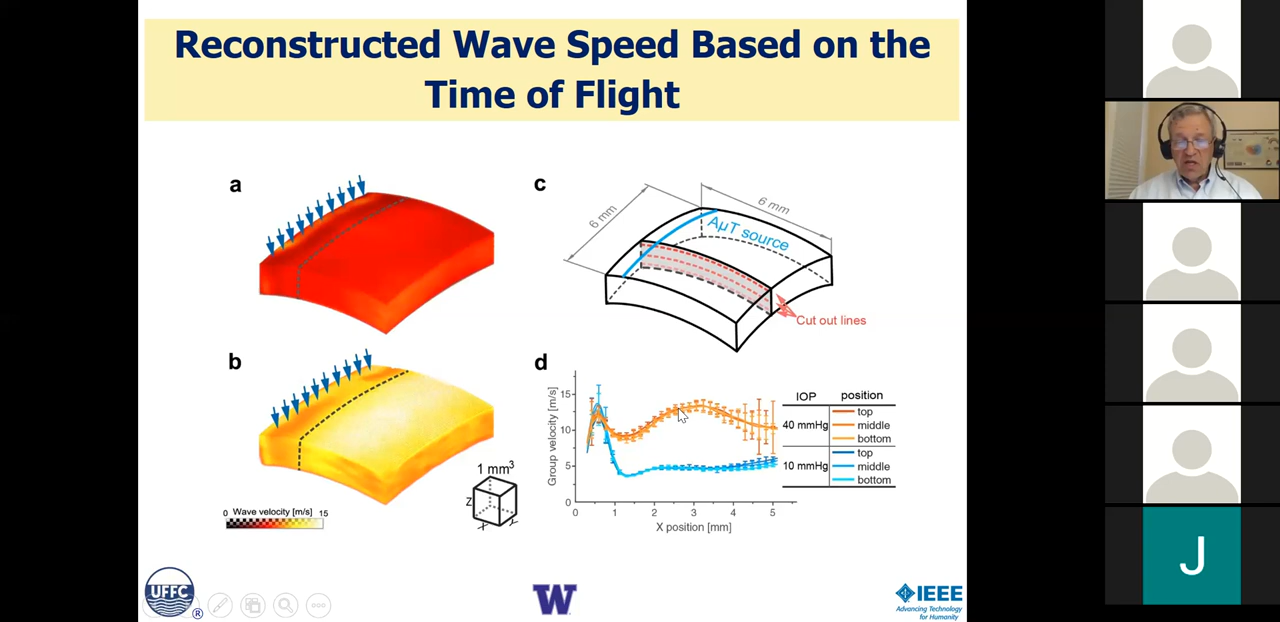 Reconstructed Wave Speed Based on the
Time of Flight
a
b
1 mm³
Z
X
Y
0 Wave velocity [m/s] 15
c
6 mm
6 mm
AμT source
Cut out lines
d
Group velocity [m/s]
15
10
5
0
0 1 2 3 4 5
X position [mm]
IOP position
40 mmHg
top
middle
bottom
10 mmHg
top
middle
bottom
UFFC
®
W
IEEE
Advancing Technology
for Humanity
J